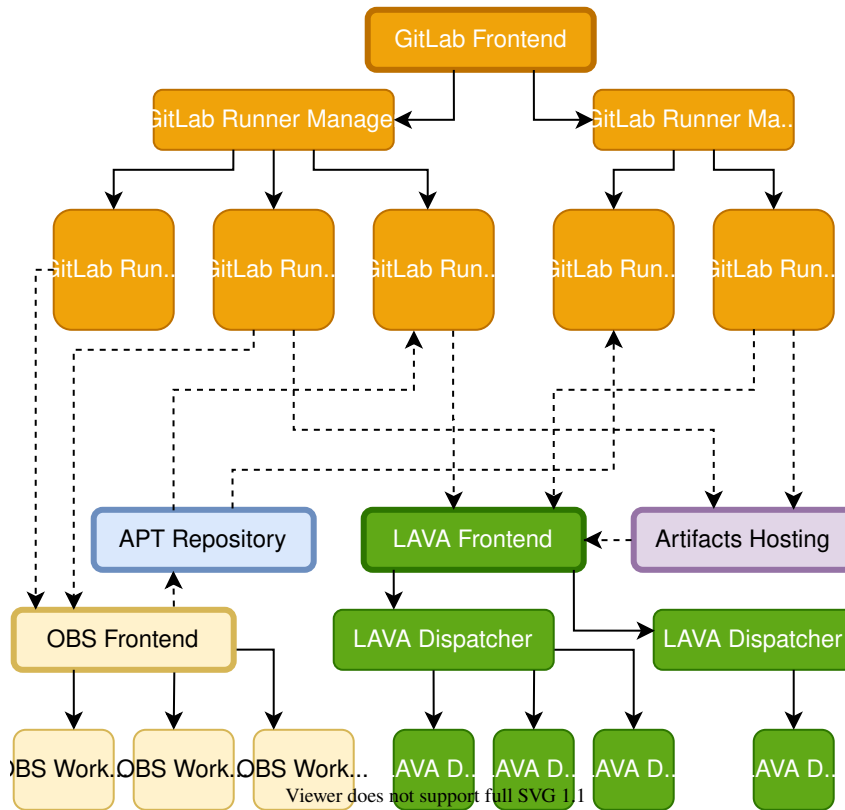 GitLab Frontend
GitLab Runner Manage
GitLab Runner Ma...
GitLab Run...
GitLab Run...
GitLab Run...
GitLab Run...
GitLab Run...
APT Repository
LAVA Frontend
Artifacts Hosting
OBS Frontend
LAVA Dispatcher
LAVA Dispatcher
OBS Work...
OBS Work...
OBS Work...
LAVA D...
LAVA D...
LAVA D...
LAVA D...
Viewer does not support full SVG 1.1